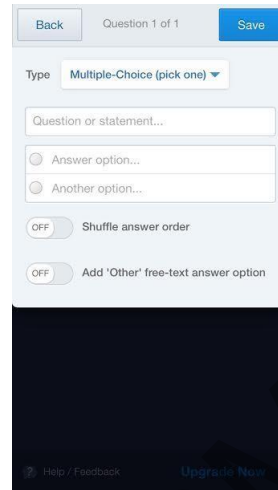 Back Question 1 of 1 Save
Type Multiple-Choice (pick one)
Question or statement...
Answer option...
Another option...
OFF Shuffle answer order
OFF Add 'Other' free-text answer option
? Help / Feedback Upgrade Now